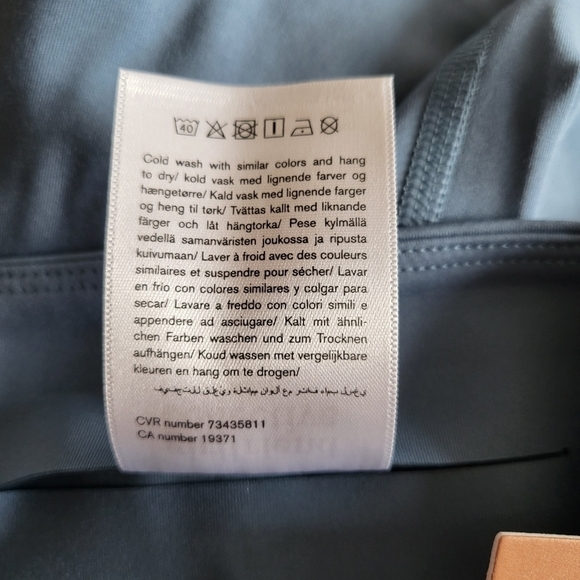 40
Cold wash with similar colors and hang
to dry/ kold vask med lignende farver og
hængetørre/ Kald vask med lignende farger
og heng til tørk/ Tvättas kallt med liknande
färger och låt hängtorka/ Pese kylmällä
vedellä samanväristen joukossa ja ripusta
kuivumaan/ Laver à froid avec des couleurs
similaires et suspendre pour sécher/ Lavar
en frio con colores similares y colgar para
secar/ Lavare a freddo con colori simili e
appendere ad asciugare/ Kalt mit ähnli-
chen Farben waschen und zum Trocknen
aufhängen/ Koud wassen met vergelijkbare
kleuren en hang om te drogen/
CVR number 73435811
CA number 19371